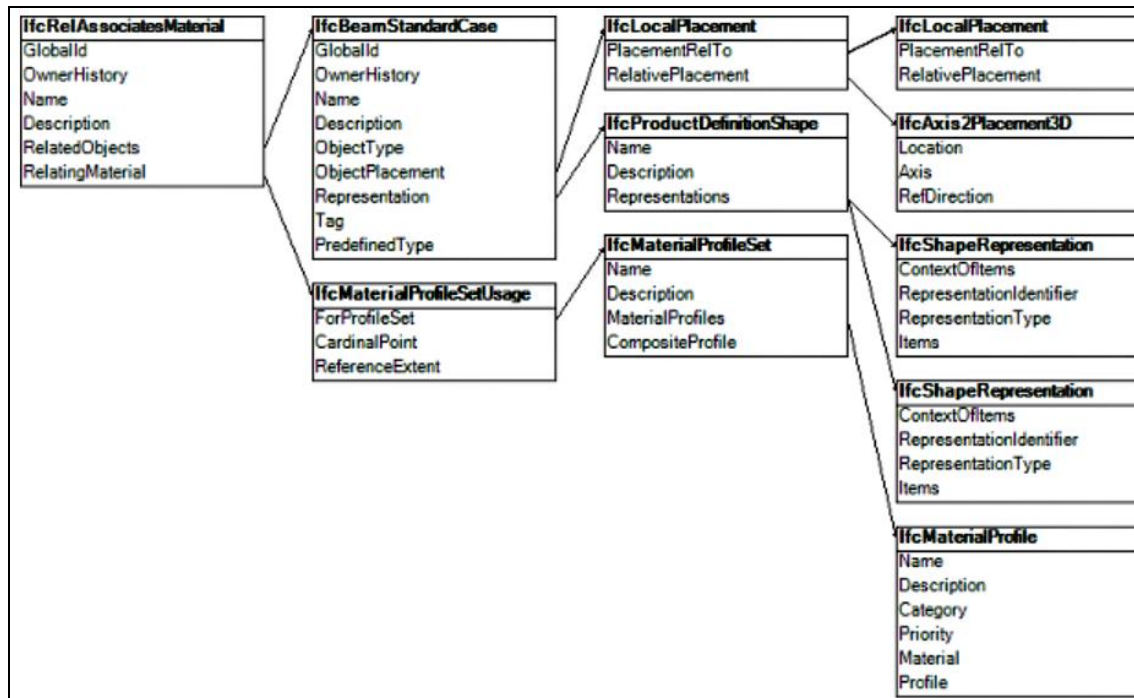 IfcRelAssociatesMaterial
GlobalId
OwnerHistory
Name
Description
RelatedObjects
RelatingMaterial
IfcBeamStandardCase
GlobalId
OwnerHistory
Name
Description
ObjectType
ObjectPlacement
Representation
Tag
PredefinedType
IfcMaterialProfileSetUsage
ForProfileSet
CardinalPoint
ReferenceExtent
IfcLocalPlacement
PlacementRelTo
RelativePlacement
IfcProductDefinitionShape
Name
Description
Representations
IfcMaterialProfileSet
Name
Description
MaterialProfiles
CompositeProfile
IfcLocalPlacement
PlacementRelTo
RelativePlacement
IfcAxis2Placement3D
Location
Axis
RefDirection
IfcShapeRepresentation
ContextOfItems
RepresentationIdentifier
RepresentationType
Items
IfcShapeRepresentation
ContextOfItems
RepresentationIdentifier
RepresentationType
Items
IfcMaterialProfile
Name
Description
Category
Priority
Material
Profile